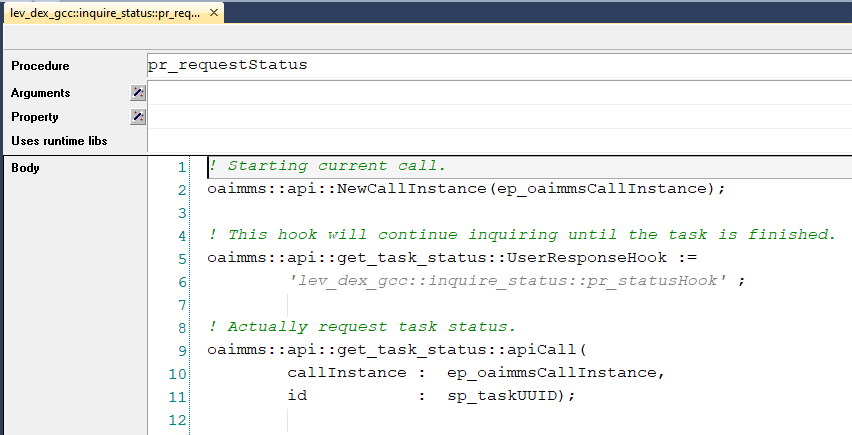 lev_dex_gcc::inquire_status::pr_req... ×
Procedure pr_requestStatus
Arguments
Property
Uses runtime libs
Body
1 ! Starting current call.
2 oaimms::api::NewCallInstance(ep_oaimmsCallInstance);
3
4 ! This hook will continue inquiring until the task is finished.
5 oaimms::api::get_task_status::UserResponseHook :=
6 'lev_dex_gcc::inquire_status::pr_statusHook' ;
7
8 ! Actually request task status.
9 oaimms::api::get_task_status::apiCall(
10 callInstance : ep_oaimmsCallInstance,
11 id : sp_taskUUID);
12